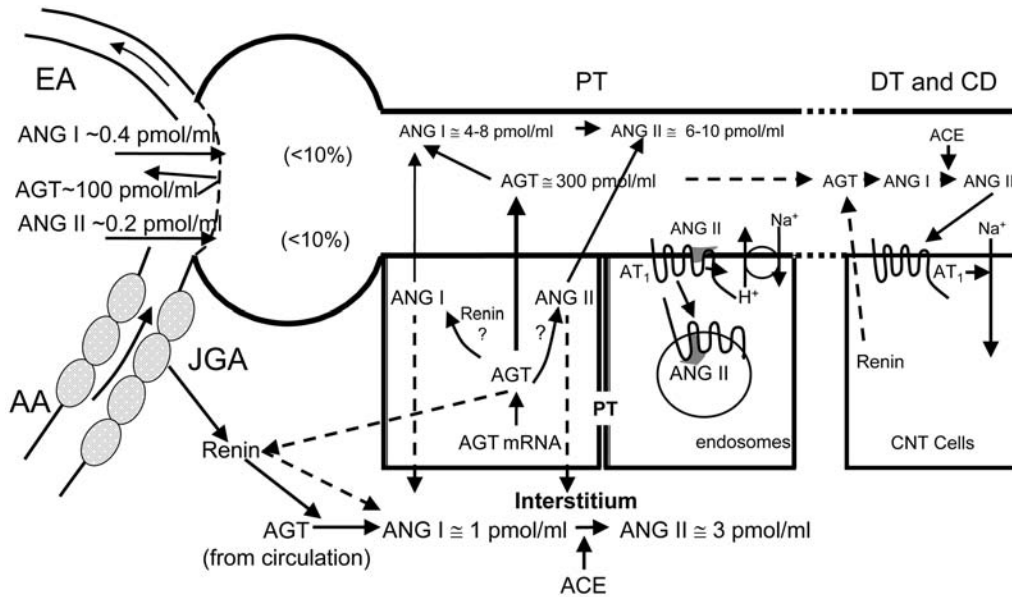 EA
PT
DT and CD
ANG I ~0.4 pmol/ml
AGT~100 pmol/ml
ANG II ~0.2 pmol/ml
(<10%)
(<10%)
ANG I ≅ 4-8 pmol/ml
ANG II ≅ 6-10 pmol/ml
AGT ≅ 300 pmol/ml
ACE
AGT
ANG I
ANG II
ANG II
Na⁺
AT₁
H⁺
Na⁺
AT₁
ANG I
Renin
?
ANG II
?
AGT
AGT mRNA
PT
ANG II
endosomes
Renin
CNT Cells
JGA
AA
Renin
Interstitium
AGT
(from circulation)
ANG I ≅ 1 pmol/ml
ANG II ≅ 3 pmol/ml
ACE